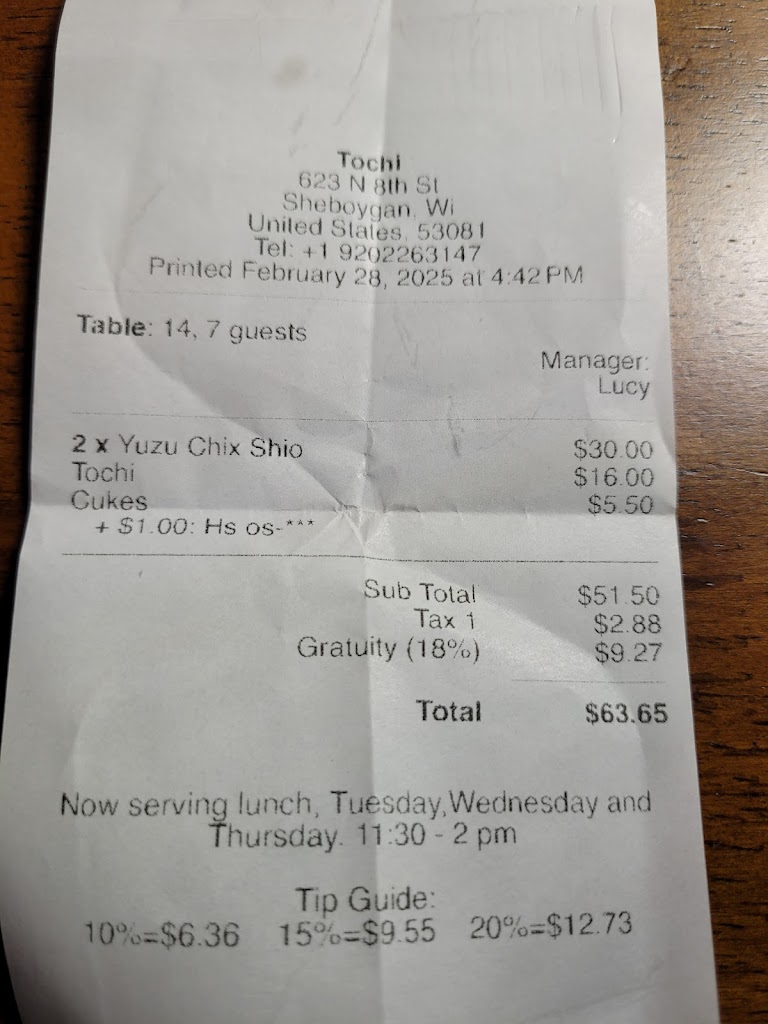 Tochi
623 N 8th St
Sheboygan, Wi
United States, 53081
Tel: +1 9202263147
Printed February 28, 2025 at 4:42 PM
Table: 14, 7 guests
Manager:
Lucy
2 x Yuzu Chix Shio $30.00
Tochi $16.00
Cukes $5.50
+ $1.00: Hs os-***
Sub Total $51.50
Tax 1 $2.88
Gratuity (18%) $9.27
Total $63.65
Now serving lunch, Tuesday,Wednesday and
Thursday. 11:30 - 2 pm
Tip Guide:
10%=$6.36 15%=$9.55 20%=$12.73